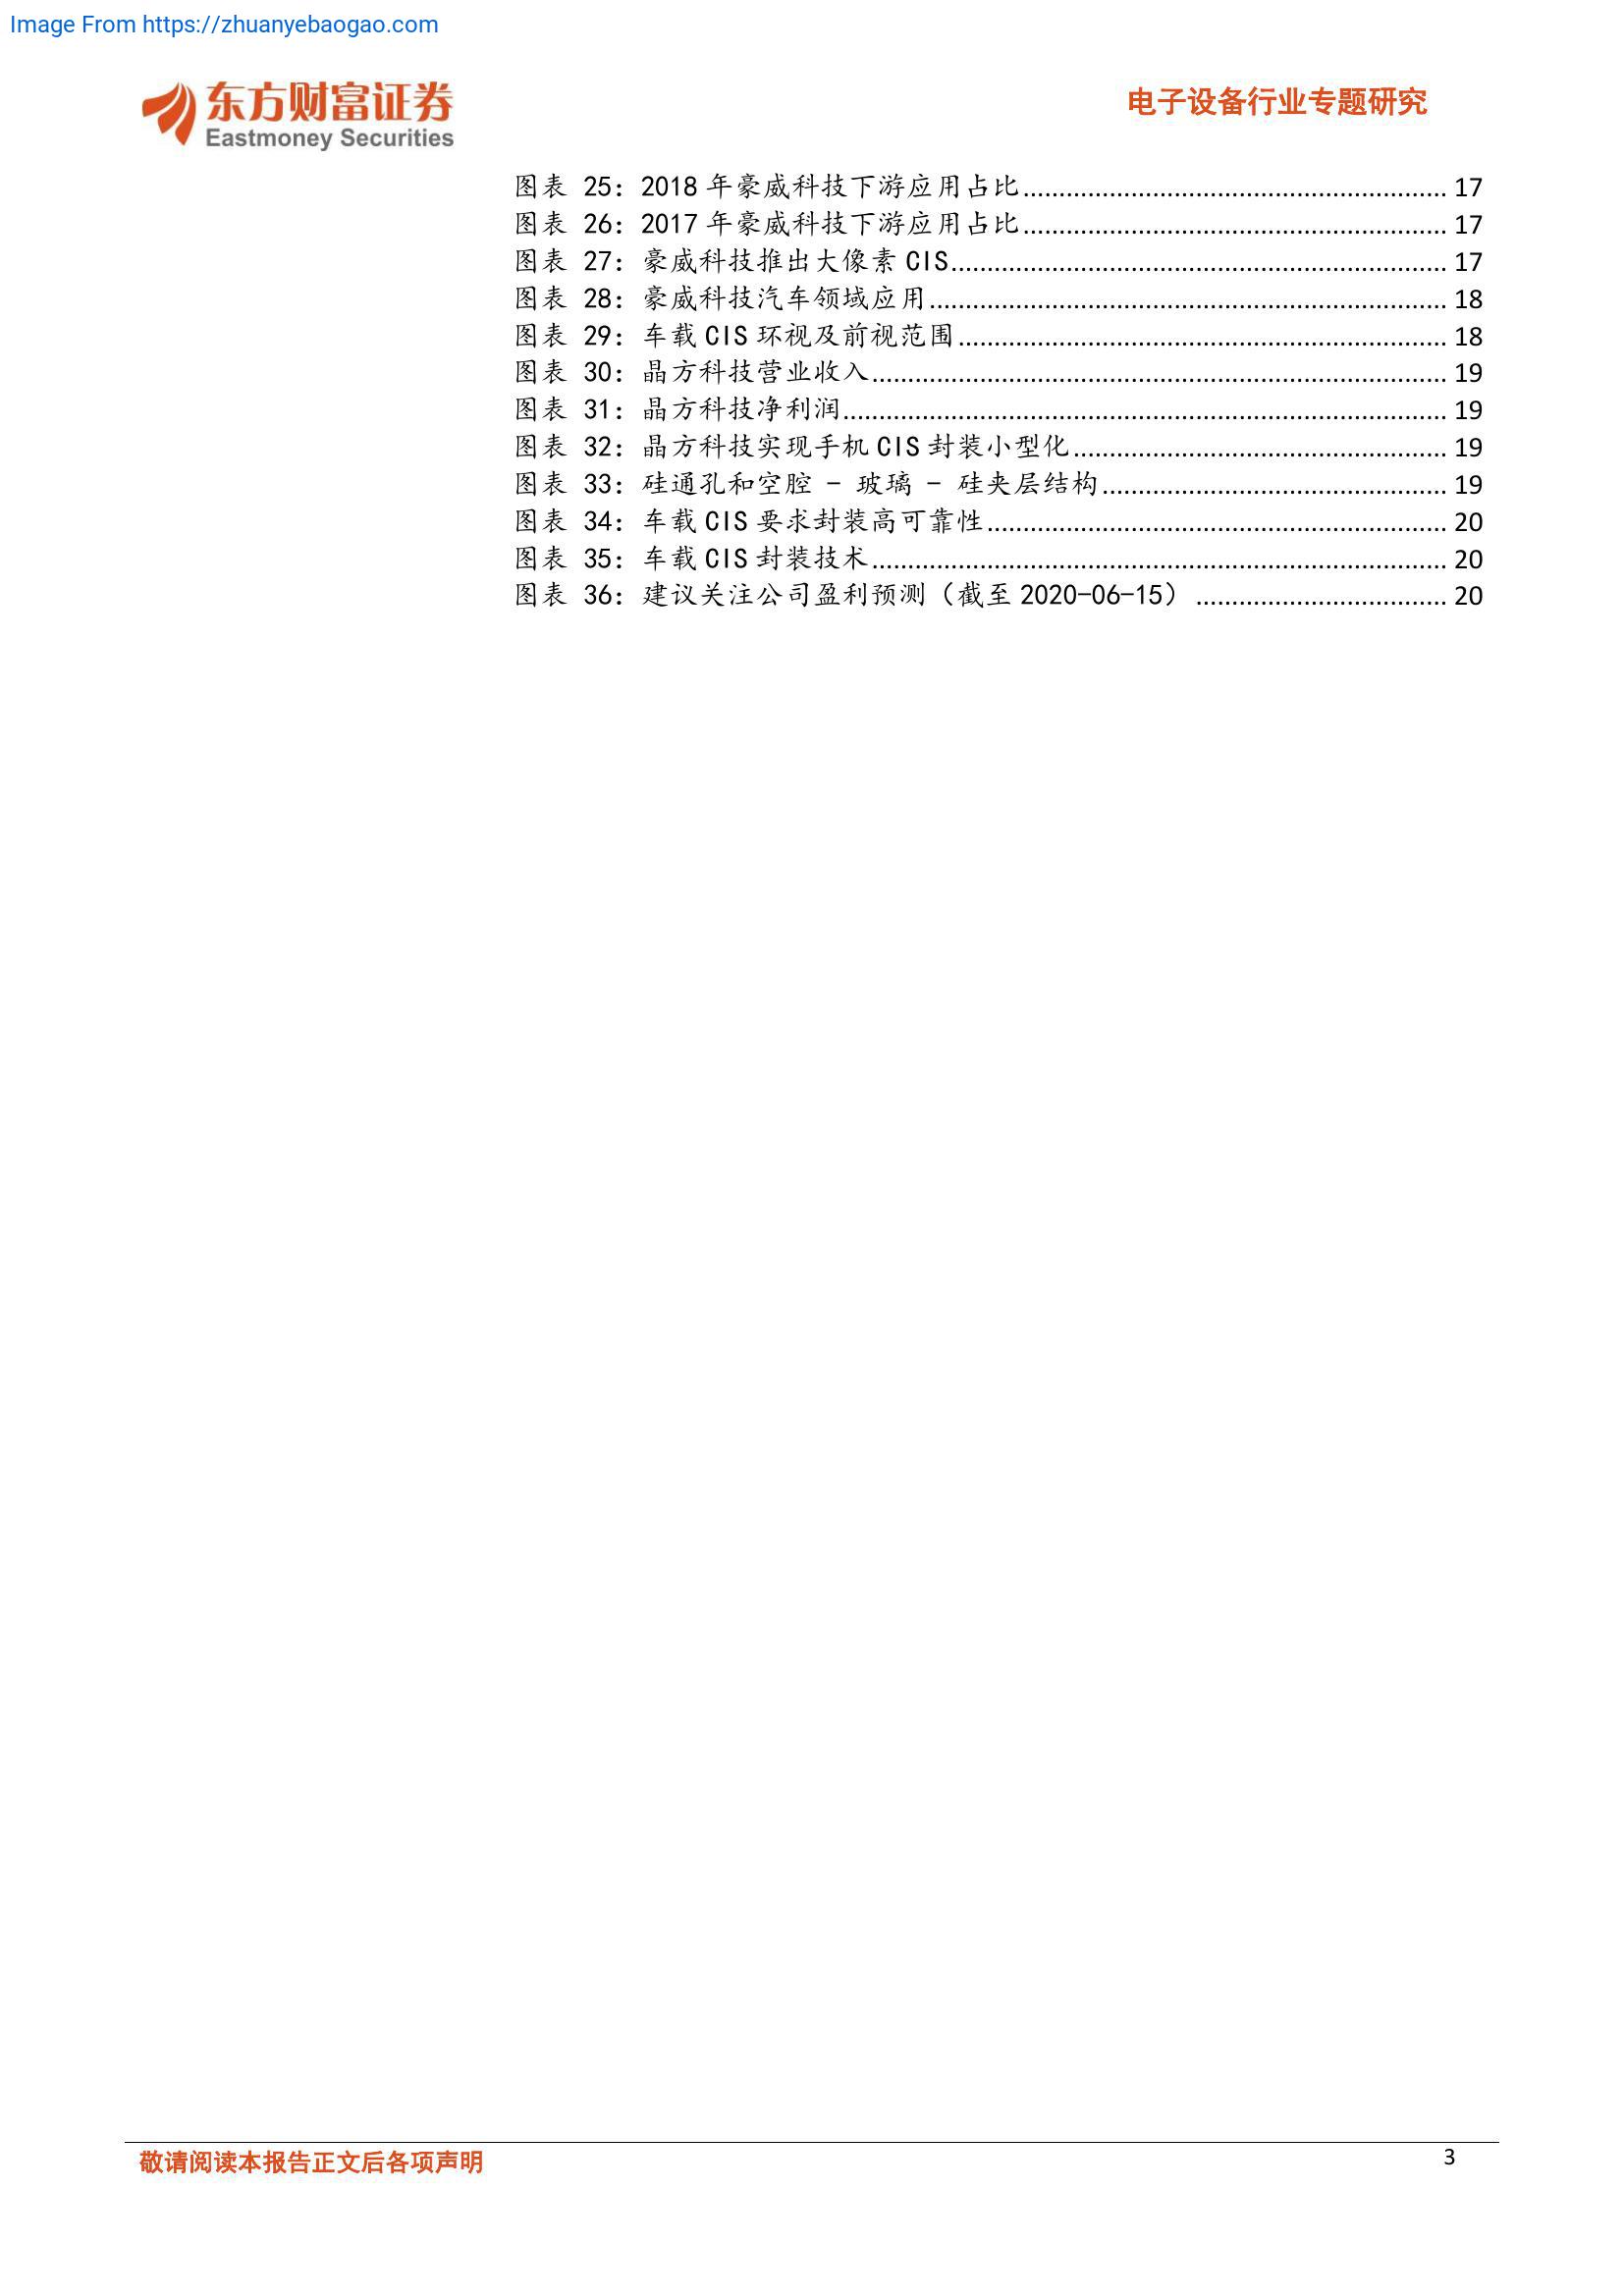 Image From https://zhuanyebaogao.com
东方财富证券
Eastmoney Securities
电子设备行业专题研究
图表 25：2018 年豪威科技下游应用占比........................................................... 17
图表 26：2017 年豪威科技下游应用占比........................................................... 17
图表 27：豪威科技推出大像素 CIS..................................................................... 17
图表 28：豪威科技汽车领域应用........................................................................ 18
图表 29：车载 CIS 环视及前视范围.................................................................... 18
图表 30：晶方科技营业收入................................................................................ 19
图表 31：晶方科技净利润.................................................................................... 19
图表 32：晶方科技实现手机 CIS 封装小型化.................................................... 19
图表 33：硅通孔和空腔 - 玻璃 - 硅夹层结构................................................ 19
图表 34：车载 CIS 要求封装高可靠性................................................................ 20
图表 35：车载 CIS 封装技术................................................................................ 20
图表 36：建议关注公司盈利预测（截至 2020-06-15） ................................... 20
敬请阅读本报告正文后各项声明
3